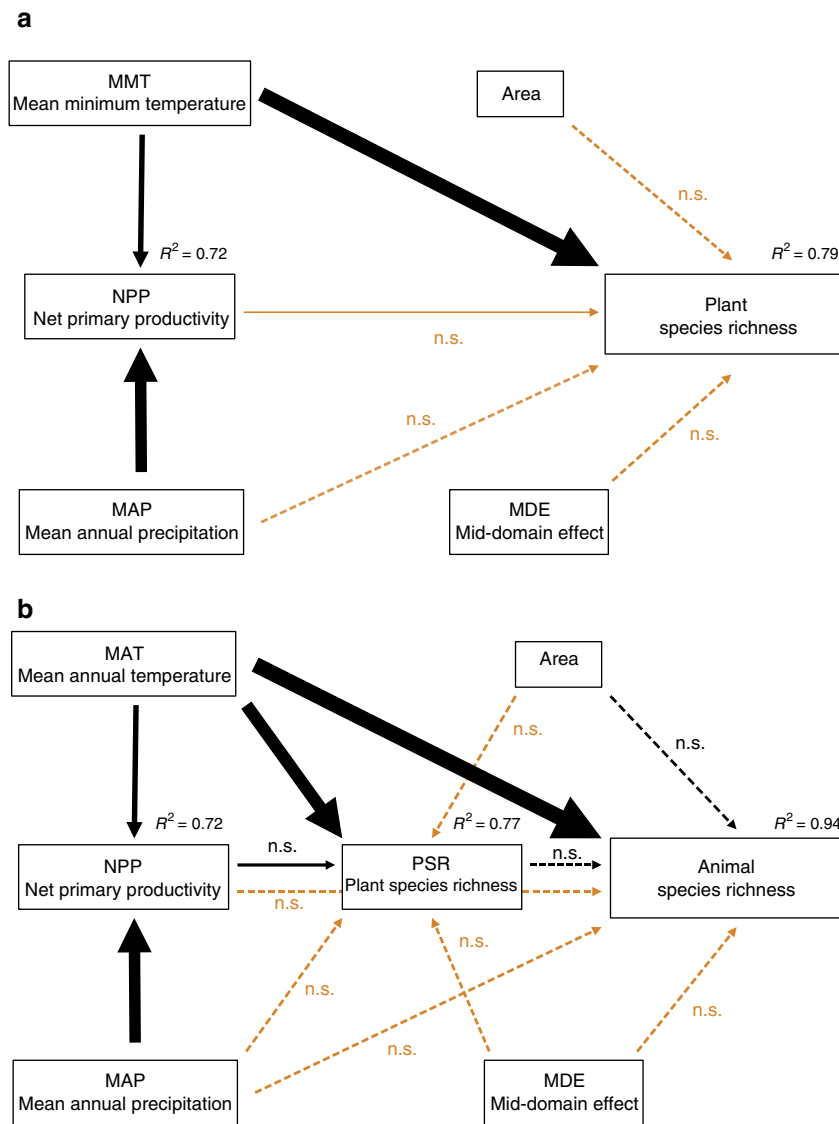 a
MMT
Mean minimum temperature
Area
n.s.
R² = 0.72
R² = 0.79
NPP
Net primary productivity
Plant
species richness
n.s.
n.s.
n.s.
MAP
Mean annual precipitation
MDE
Mid-domain effect
b
MAT
Mean annual temperature
Area
n.s.
n.s.
R² = 0.72
R² = 0.77
R² = 0.94
NPP
Net primary productivity
n.s.
PSR
Plant species richness
n.s.
Animal
species richness
n.s.
n.s.
n.s.
n.s.
n.s.
MAP
Mean annual precipitation
MDE
Mid-domain effect